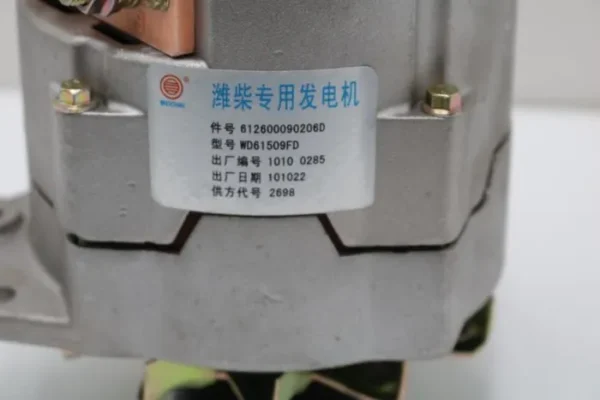 潍柴专用发电机
件号 612600090206D
型号 WD61509FD
出厂编号 1010 0285
出厂日期 101022
供方代号 2698